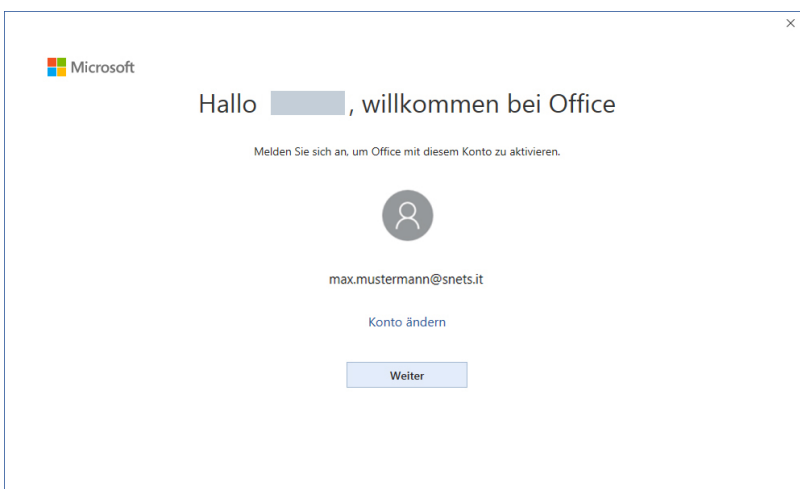 Microsoft
Hallo , willkommen bei Office
Melden Sie sich an, um Office mit diesem Konto zu aktivieren.
max.mustermann@snets.it
Konto ändern
Weiter